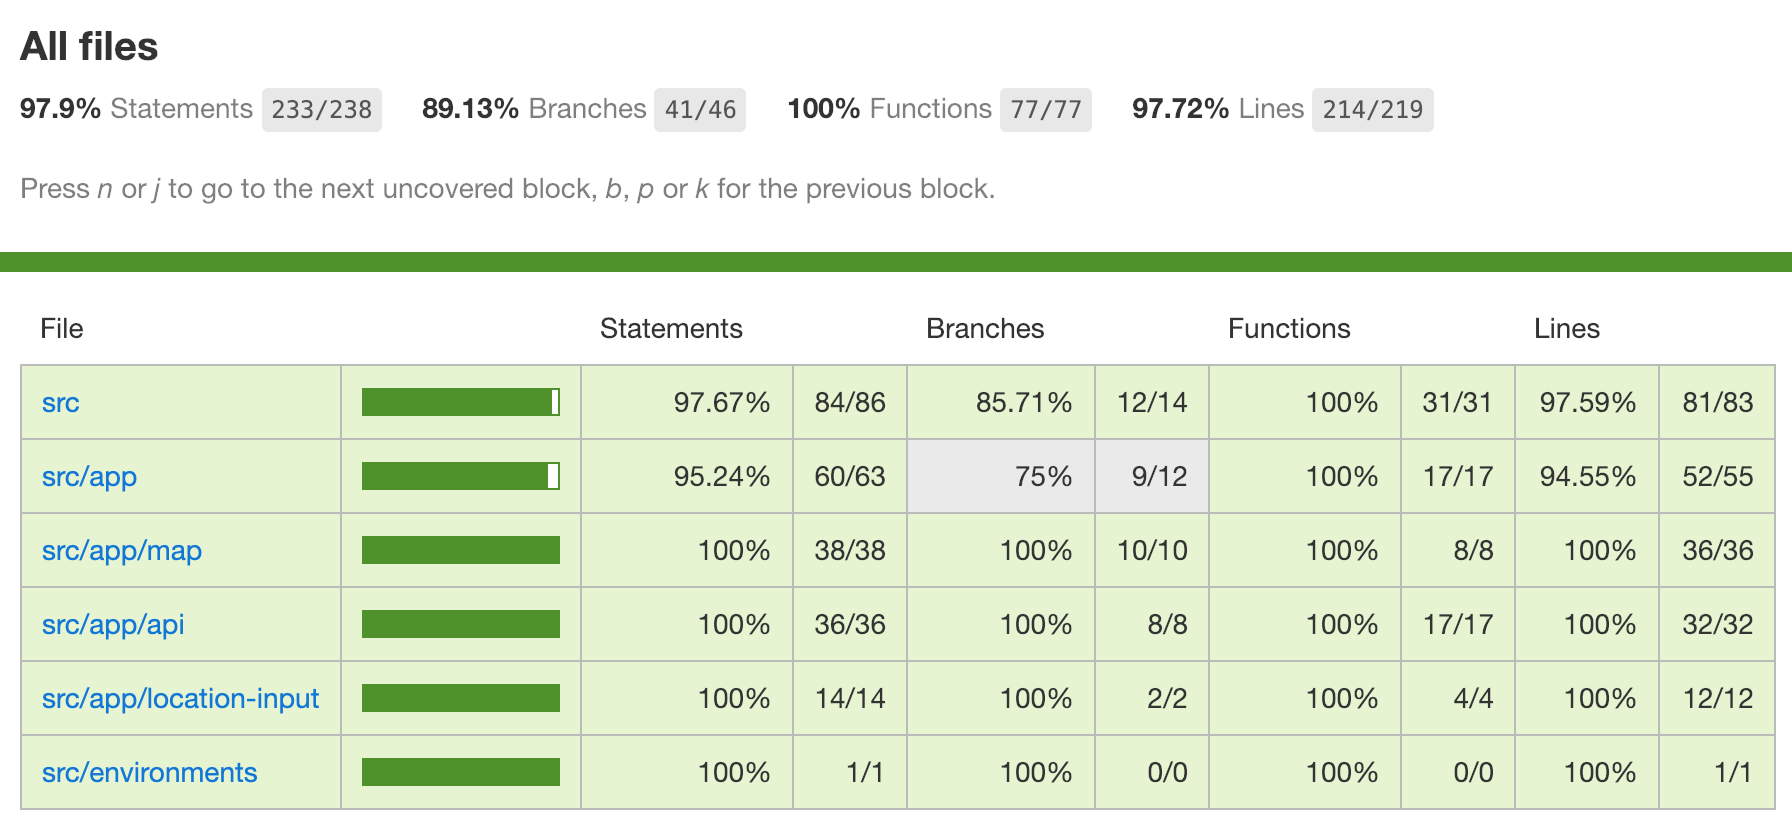 All files
97.9% Statements 233/238 89.13% Branches 41/46 100% Functions 77/77 97.72% Lines 214/219
Press n or j to go to the next uncovered block, b, p or k for the previous block.
File Statements Branches Functions Lines
src 97.67% 84/86 85.71% 12/14 100% 31/31 97.59% 81/83
src/app 95.24% 60/63 75% 9/12 100% 17/17 94.55% 52/55
src/app/map 100% 38/38 100% 10/10 100% 8/8 100% 36/36
src/app/api 100% 36/36 100% 8/8 100% 17/17 100% 32/32
src/app/location-input 100% 14/14 100% 2/2 100% 4/4 100% 12/12
src/environments 100% 1/1 100% 0/0 100% 0/0 100% 1/1